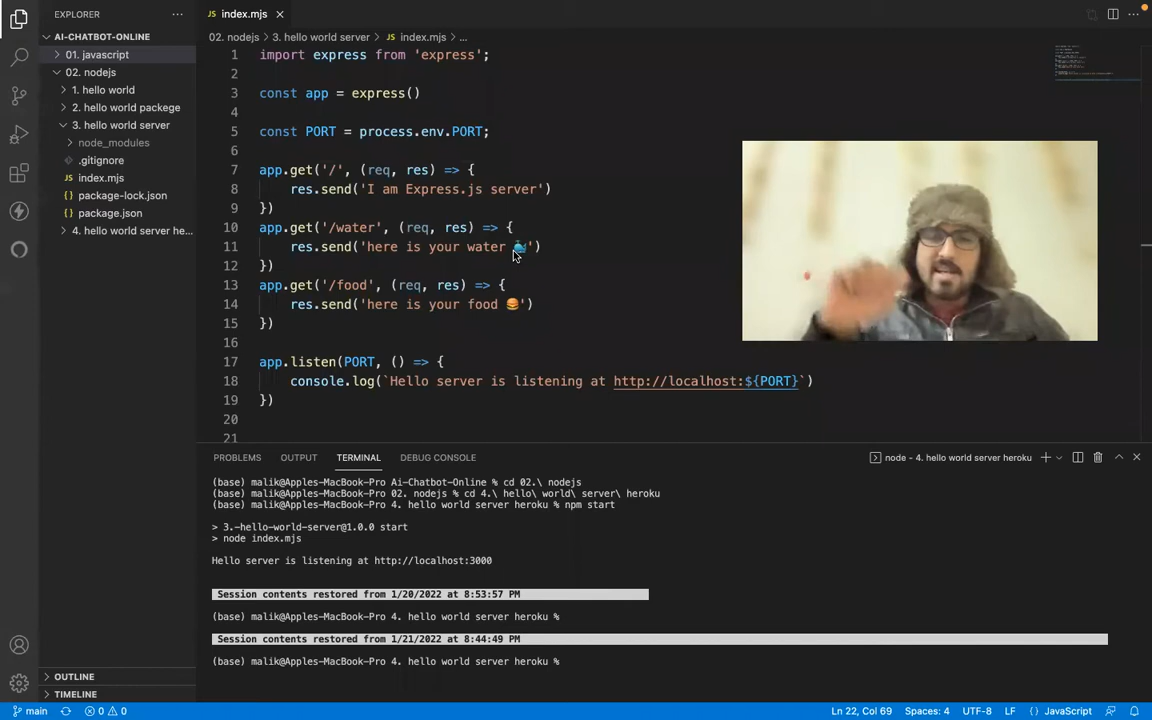 EXPLORER
index.mjs
AI-CHATBOT-ONLINE
02. nodejs > 3. hello world server > index.mjs > ...
01. javascript
02. nodejs
1. hello world
2. hello world packege
3. hello world server
node_modules
.gitignore
index.mjs
package-lock.json
package.json
4. hello world server he...
1 import express from 'express';
2
3 const app = express()
4
5 const PORT = process.env.PORT;
6
7 app.get('/', (req, res) => {
8 res.send('I am Express.js server')
9 })
10 app.get('/water', (req, res) => {
11 res.send('here is your water 🐳')
12 })
13 app.get('/food', (req, res) => {
14 res.send('here is your food 🍔')
15 })
16
17 app.listen(PORT, () => {
18 console.log(`Hello server is listening at http://localhost:${PORT}`)
19 })
20
21
PROBLEMS OUTPUT TERMINAL DEBUG CONSOLE
node - 4. hello world server heroku
(base) malik@Apples-MacBook-Pro Ai-Chatbot-Online % cd 02.\ nodejs
(base) malik@Apples-MacBook-Pro 02. nodejs % cd 4.\ hello\ world\ server\ heroku
(base) malik@Apples-MacBook-Pro 4. hello world server heroku % npm start
> 3.-hello-world-server@1.0.0 start
> node index.mjs
Hello server is listening at http://localhost:3000
Session contents restored from 1/20/2022 at 8:53:57 PM
(base) malik@Apples-MacBook-Pro 4. hello world server heroku %
Session contents restored from 1/21/2022 at 8:44:49 PM
(base) malik@Apples-MacBook-Pro 4. hello world server heroku %
OUTLINE
TIMELINE
main 0 0 Ln 22, Col 69 Spaces: 4 UTF-8 LF JavaScript